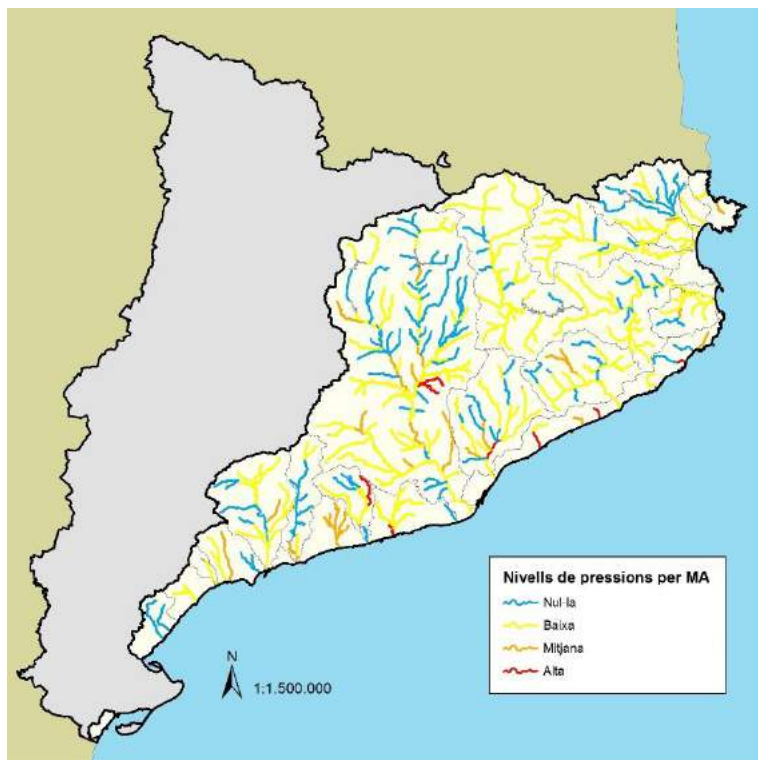 Nivells de pressions per MA
Nul·la
Baixa
Mitjana
Alta
N
1:1.500.000